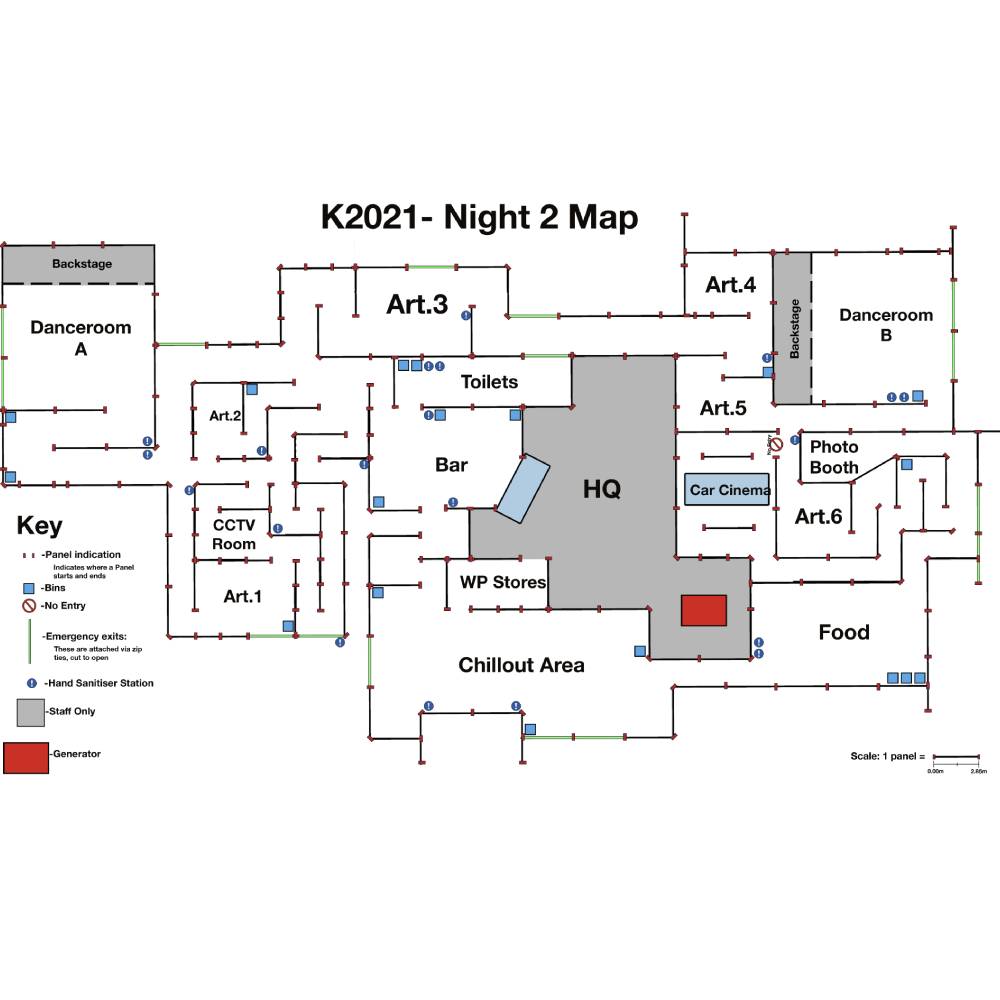 K2021- Night 2 Map
Backstage
Danceroom
A
Art.3
Art.4
Backstage
Danceroom
B
Toilets
Art.2
Art.5
No Entry
Bar
HQ
Car Cinema
Photo
Booth
Art.6
CCTV
Room
Art.1
WP Stores
Chillout Area
Food
Key
-Panel indication
Indicates where a Panel
starts and ends
-Bins
-No Entry
-Emergency exits:
These are attached via zip
ties, cut to open
-Hand Sanitiser Station
-Staff Only
-Generator
Scale: 1 panel =
0.00m 2.85m